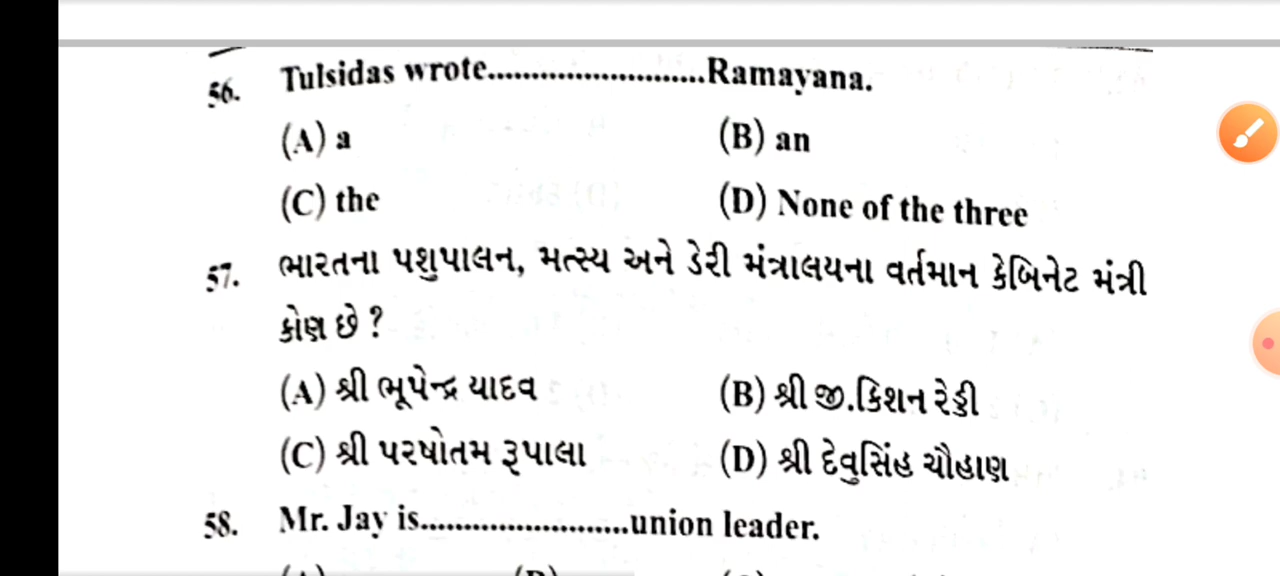 56. Tulsidas wrote.........................Ramayana.
(A) a (B) an
(C) the (D) None of the three
57. ભારતના પશુપાલન, મત્સ્ય અને ડેરી મંત્રાલયના વર્તમાન કેબિનેટ મંત્રી
કોણ છે ?
(A) શ્રી ભૂપેન્દ્ર યાદવ (B) શ્રી જી.કિશન રેડ્ડી
(C) શ્રી પરષોતમ રૂપાલા (D) શ્રી દેવુસિંહ ચૌહાણ
58. Mr. Jay is........................union leader.